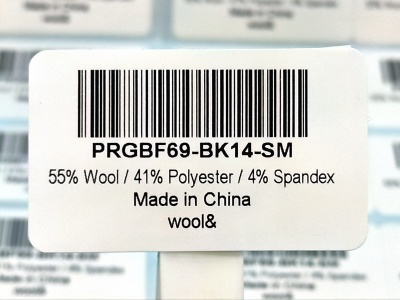 PRGBF69-BK14-SM
55% Wool / 41% Polyester / 4% Spandex
Made in China
wool&